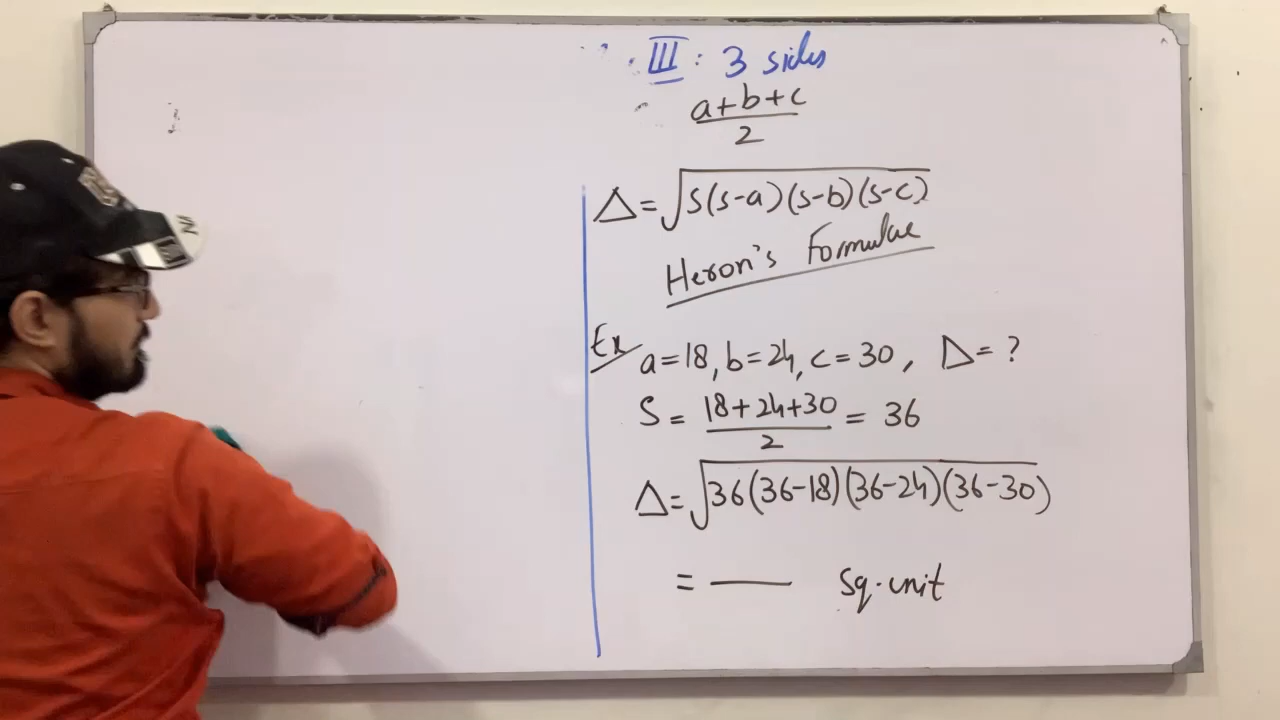 III: 3 sides
a+b+c
2
Δ=√S(s-a)(s-b)(s-c)
Heron's Formulae
Ex a=18, b=24, c=30, Δ=?
S = 18+24+30 = 36
2
Δ=√36(36-18)(36-24)(36-30)
= —— Sq. unit